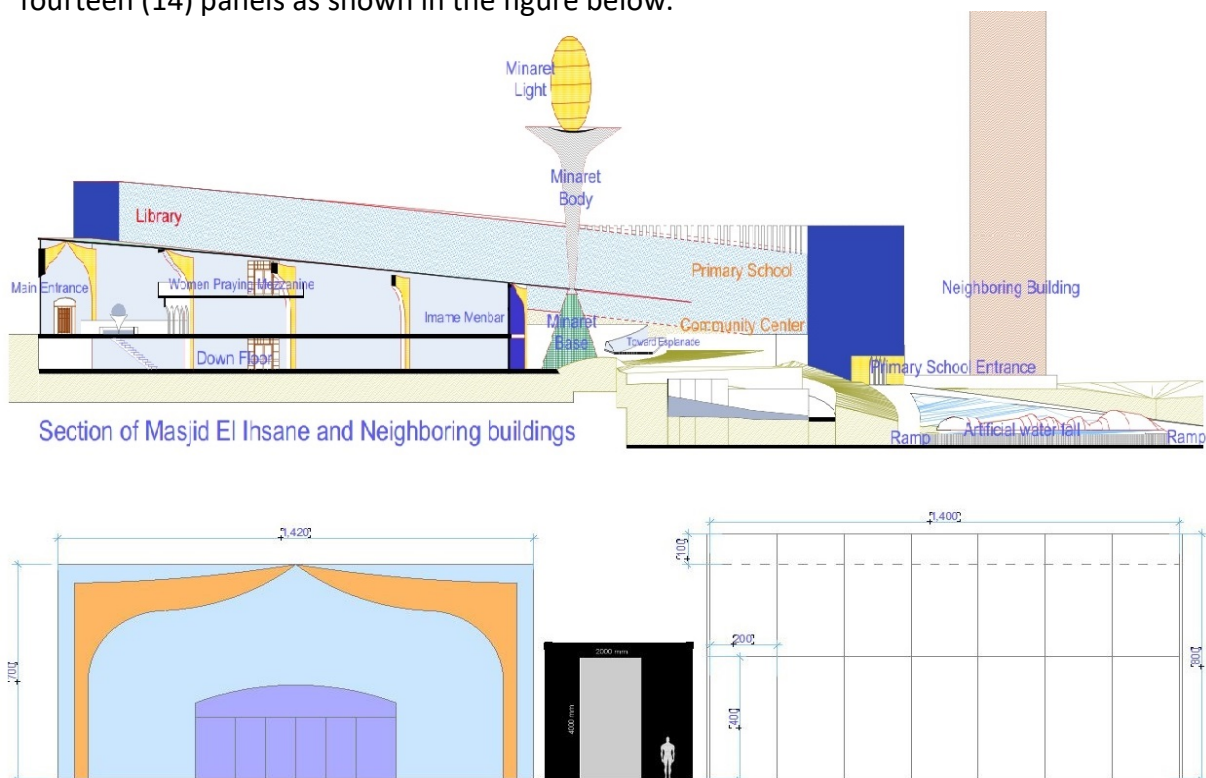 fourteen (14) panels as shown in the figure below.
Minaret
Light
Minaret
Body
Library
Primary School
Main Entrance
Women Praying Mezzanine
Neighboring Building
Imame Menbar
Minaret
Base
Community Center
Toward Esplanade
Down Floor
Primary School Entrance
Section of Masjid El Ihsane and Neighboring buildings
Ramp
Artificial water fall
Ramp
1,420
1,400
100
700
2000 mm
4000 mm
200
400
800